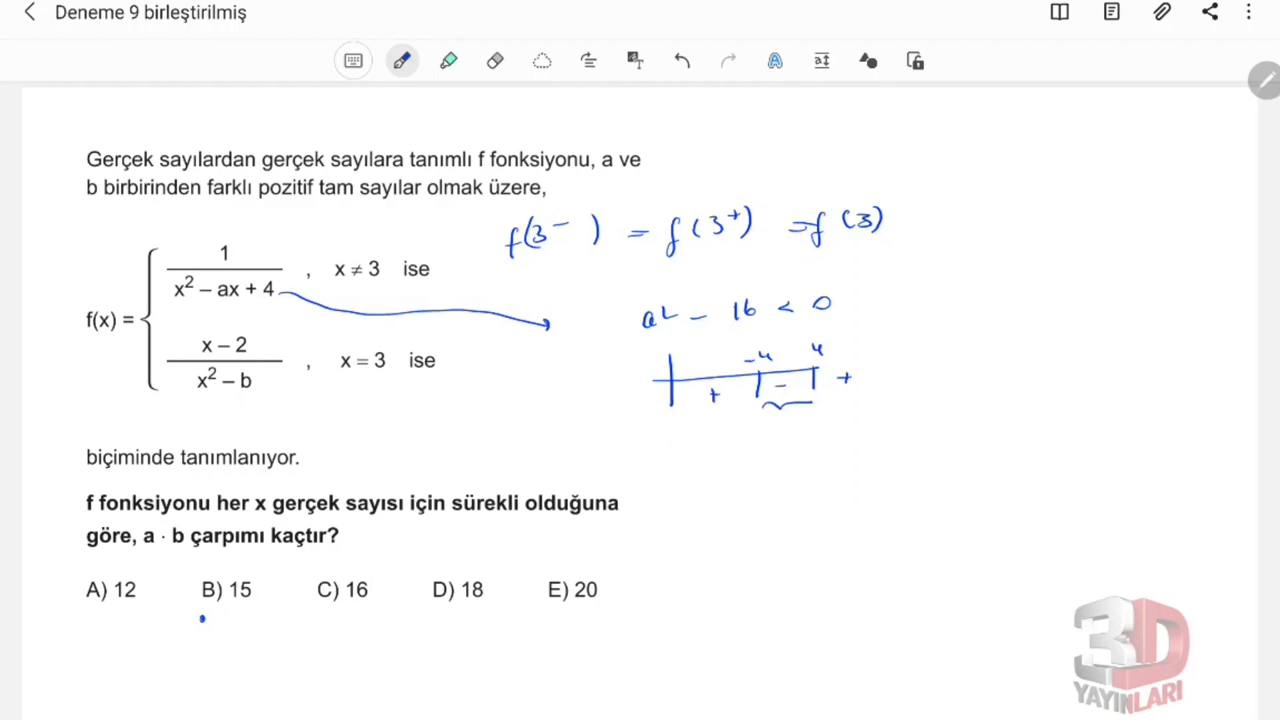 Deneme 9 birleştirilmiş
Gerçek sayılardan gerçek sayılara tanımlı f fonksiyonu, a ve
b birbirinden farklı pozitif tam sayılar olmak üzere,
f(3⁻) = f(3⁺) = f(3)
f(x) = { 1 / (x² – ax + 4) , x ≠ 3 ise
x – 2 / (x² – b) , x = 3 ise
a² – 16 < 0
-4 4
+ – +
biçiminde tanımlanıyor.
f fonksiyonu her x gerçek sayısı için sürekli olduğuna
göre, a · b çarpımı kaçtır?
A) 12 B) 15 C) 16 D) 18 E) 20
3D
YAYINLARI